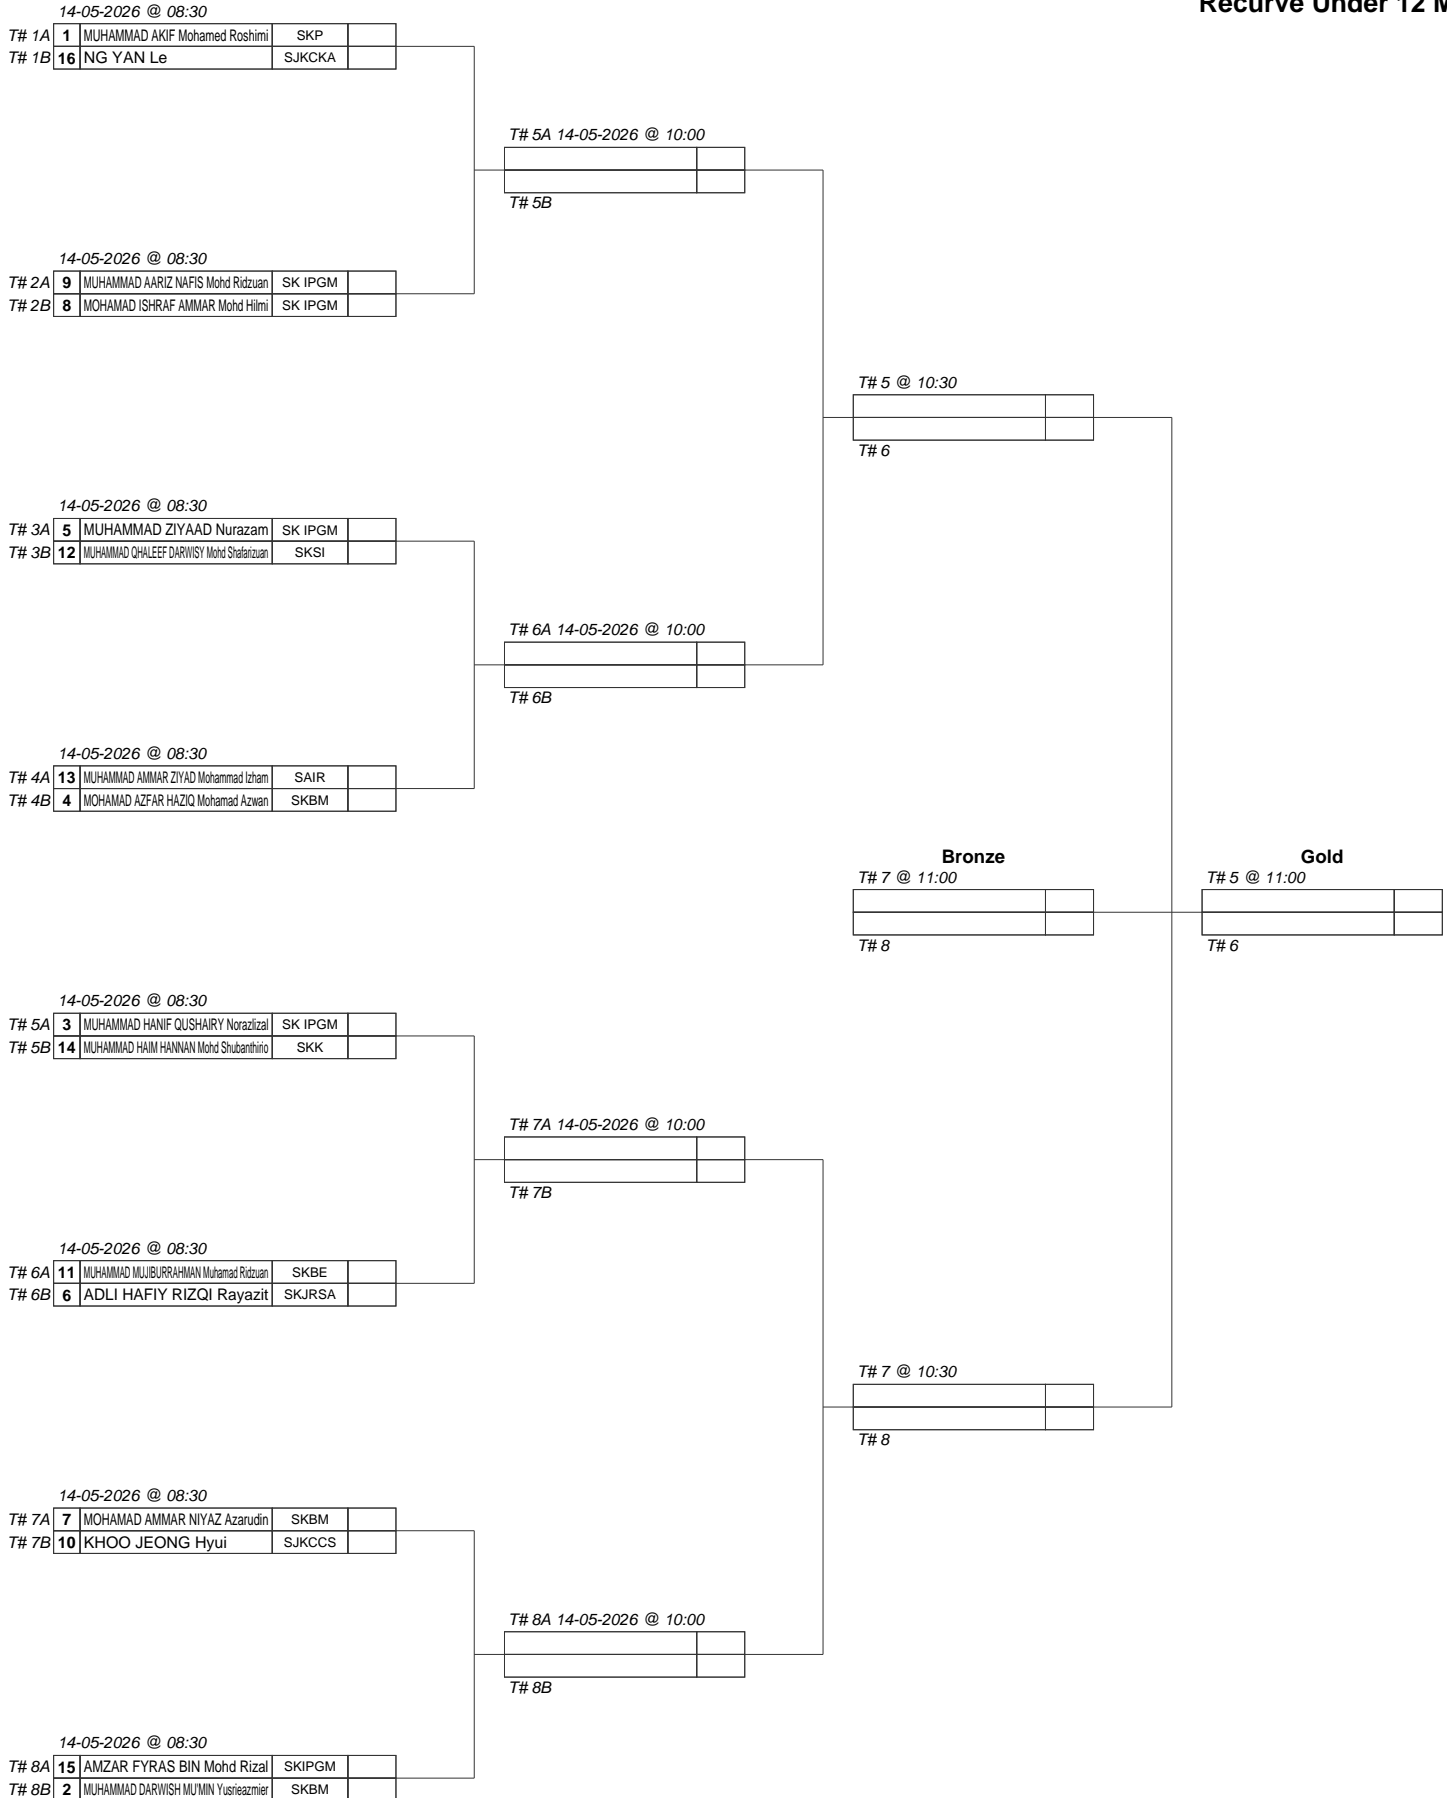 Recurve Under 12 M
14-05-2026 @ 08:30
T# 1A 1 MUHAMMAD AKIF Mohamed Roshimi SKP
T# 1B 16 NG YAN Le SJKCKA
T# 5A 14-05-2026 @ 10:00
T# 5B
14-05-2026 @ 08:30
T# 2A 9 MUHAMMAD AARIZ NAFIS Mohd Ridzuan SK IPGM
T# 2B 8 MOHAMAD ISHRAF AMMAR Mohd Hilmi SK IPGM
T# 5 @ 10:30
T# 6
14-05-2026 @ 08:30
T# 3A 5 MUHAMMAD ZIYAAD Nurazam SK IPGM
T# 3B 12 MUHAMMAD QHALEEF DARWISY Mohd Shafarizuan SKSI
T# 6A 14-05-2026 @ 10:00
T# 6B
14-05-2026 @ 08:30
T# 4A 13 MUHAMMAD AMMAR ZIYAD Mohammad Izham SAIR
T# 4B 4 MOHAMAD AZFAR HAZIQ Mohamad Azwan SKBM
Bronze Gold
T# 7 @ 11:00 T# 5 @ 11:00
T# 8 T# 6
14-05-2026 @ 08:30
T# 5A 3 MUHAMMAD HANIF QUSHAIRY Norazlizal SK IPGM
T# 5B 14 MUHAMMAD HAIM HANNAN Mohd Shubanthirio SKK
T# 7A 14-05-2026 @ 10:00
T# 7B
14-05-2026 @ 08:30
T# 6A 11 MUHAMMAD MUJIBURRAHMAN Muhamad Ridzuan SKBE
T# 6B 6 ADLI HAFIY RIZQI Rayazit SKJRSA
T# 7 @ 10:30
T# 8
14-05-2026 @ 08:30
T# 7A 7 MOHAMAD AMMAR NIYAZ Azarudin SKBM
T# 7B 10 KHOO JEONG Hyui SJKCCS
T# 8A 14-05-2026 @ 10:00
T# 8B
14-05-2026 @ 08:30
T# 8A 15 AMZAR FYRAS BIN Mohd Rizal SKIPGM
T# 8B 2 MUHAMMAD DARWISH MU'MIN Yusrieazmier SKBM